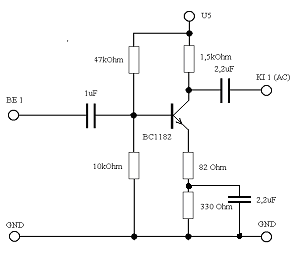 U5
47kOhm
1,5kOhm
2,2uF
KI 1 (AC)
1uF
BE 1
BC1182
10kOhm
82 Ohm
330 Ohm
2,2uF
GND
GND